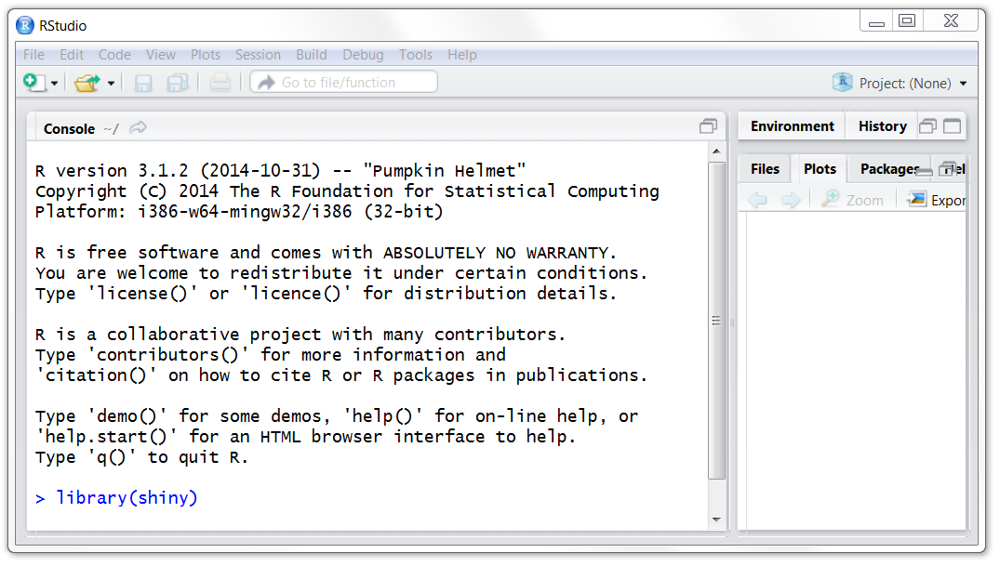 RStudio
File Edit Code View Plots Session Build Debug Tools Help
Go to file/function
Project: (None)
Console ~/
Environment History
R version 3.1.2 (2014-10-31) -- "Pumpkin Helmet"
Copyright (C) 2014 The R Foundation for Statistical Computing
Platform: i386-w64-mingw32/i386 (32-bit)
R is free software and comes with ABSOLUTELY NO WARRANTY.
You are welcome to redistribute it under certain conditions.
Type 'license()' or 'licence()' for distribution details.
R is a collaborative project with many contributors.
Type 'contributors()' for more information and
'citation()' on how to cite R or R packages in publications.
Type 'demo()' for some demos, 'help()' for on-line help, or
'help.start()' for an HTML browser interface to help.
Type 'q()' to quit R.
> library(shiny)
Files Plots Packages
Zoom Expor